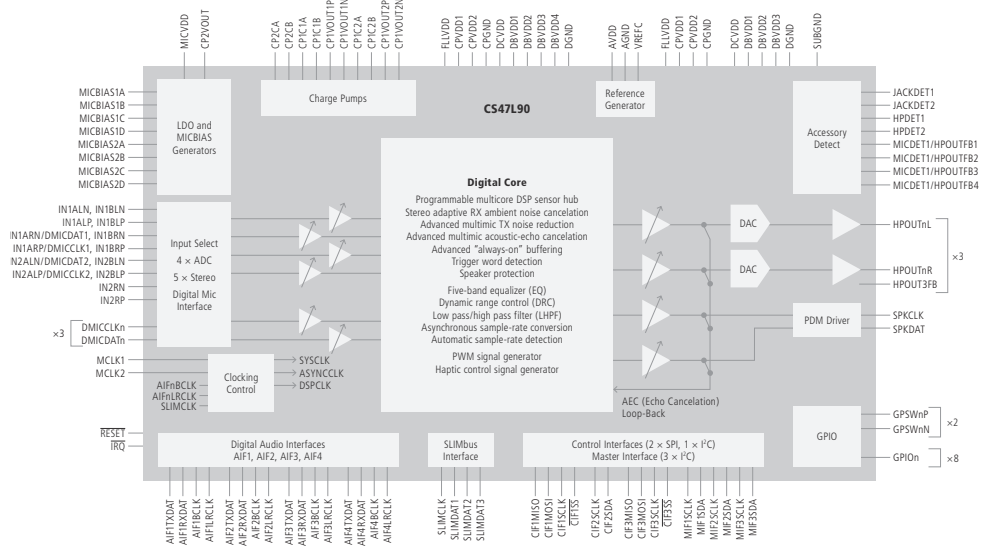 MICVDD
CP2VOUT
CP2CA
CP2CB
CP1C1A
CP1C1B
CP1VOUT1P
CP1VOUT1N
CP1C2A
CP1C2B
CP1VOUT2P
CP1VOUT2N
FLLVDD
CPVDD1
CPVDD2
CPGND
DCVDD
DBVDD1
DBVDD2
DBVDD3
DBVDD4
DGND
AVDD
AGND
VREFC
FLLVDD
CPVDD1
CPVDD2
CPGND
DCVDD
DBVDD1
DBVDD2
DBVDD2
DBVDD3
DGND
SUBGND
MICBIAS1A
MICBIAS1B
MICBIAS1C
MICBIAS1D
MICBIAS2A
MICBIAS2B
MICBIAS2C
MICBIAS2D
LDO and
MICBIAS
Generators
Charge Pumps
CS47L90
Reference
Generator
Accessory
Detect
JACKDET1
JACKDET2
HPDET1
HPDET2
MICDET1/HPOUTFB1
MICDET1/HPOUTFB2
MICDET1/HPOUTFB3
MICDET1/HPOUTFB4
IN1ALN, IN1BLN
IN1ALP, IN1BLP
IN1ARN/DMICDAT1, IN1BRN
IN1ARP/DMICCLK1, IN1BRP
IN2ALN/DMICDAT2, IN2BLN
IN2ALP/DMICCLK2, IN2BLP
IN2RN
IN2RP
×3
DMICCLKn
DMICDATn
Input Select
4 × ADC
5 × Stereo
Digital Mic
Interface
Digital Core
Programmable multicore DSP sensor hub
Stereo adaptive RX ambient noise cancelation
Advanced multimic TX noise reduction
Advanced multimic acoustic-echo cancelation
Advanced “always-on” buffering
Trigger word detection
Speaker protection
Five-band equalizer (EQ)
Dynamic range control (DRC)
Low pass/high pass filter (LHPF)
Asynchronous sample-rate conversion
Automatic sample-rate detection
PWM signal generator
Haptic control signal generator
DAC
DAC
HPOUTnL
HPOUTnR
HPOUT3FB
×3
PDM Driver
SPKCLK
SPKDAT
MCLK1
MCLK2
AIFnBCLK
AIFnLRCLK
SLIMCLK
Clocking
Control
SYSCLK
ASYNCCLK
DSPCLK
AEC (Echo Cancelation)
Loop-Back
GPIO
GPSWnP
GPSWnN
×2
GPIOn
×8
RESET
IRQ
Digital Audio Interfaces
AIF1, AIF2, AIF3, AIF4
SLIMbus
Interface
Control Interfaces (2 × SPI, 1 × I²C)
Master Interface (3 × I²C)
AIF1TXDAT
AIF1RXDAT
AIF1BCLK
AIF1LRCLK
AIF2TXDAT
AIF2RXDAT
AIF2BCLK
AIF2LRCLK
AIF3TXDAT
AIF3RXDAT
AIF3BCLK
AIF3LRCLK
AIF4TXDAT
AIF4RXDAT
AIF4BCLK
AIF4LRCLK
SLIMCLK
SLIMDAT1
SLIMDAT2
SLIMDAT3
CIF1MISO
CIF1MOSI
CIF1SCLK
CIF1SS
CIF2SCLK
CIF2SDA
CIF3MISO
CIF3MOSI
CIF3SCLK
CIF3SS
MIF1SCLK
MIF1SDA
MIF2SCLK
MIF2SDA
MIF3SCLK
MIF3SDA